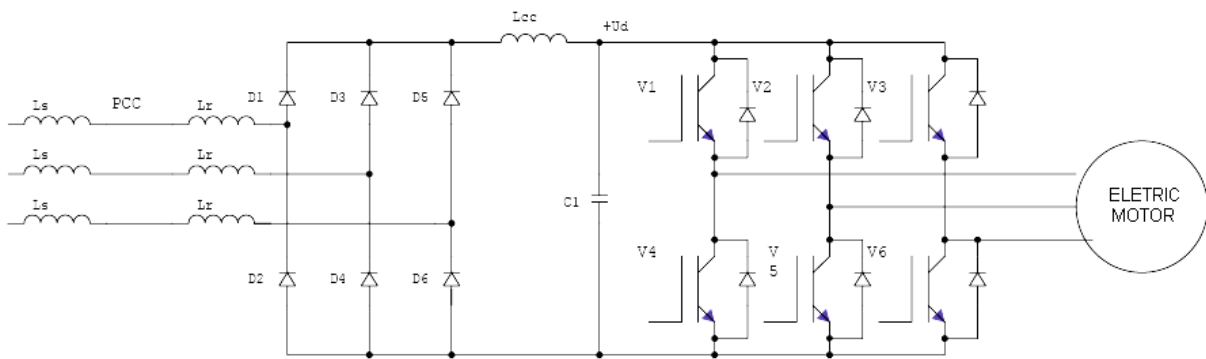 Lcc
+Ud
D1
D3
D5
V1
V2
V3
Ls
PCC
Lr
Ls
Lr
Ls
Lr
C1
ELETRIC
MOTOR
D2
D4
D6
V4
V
5
V6